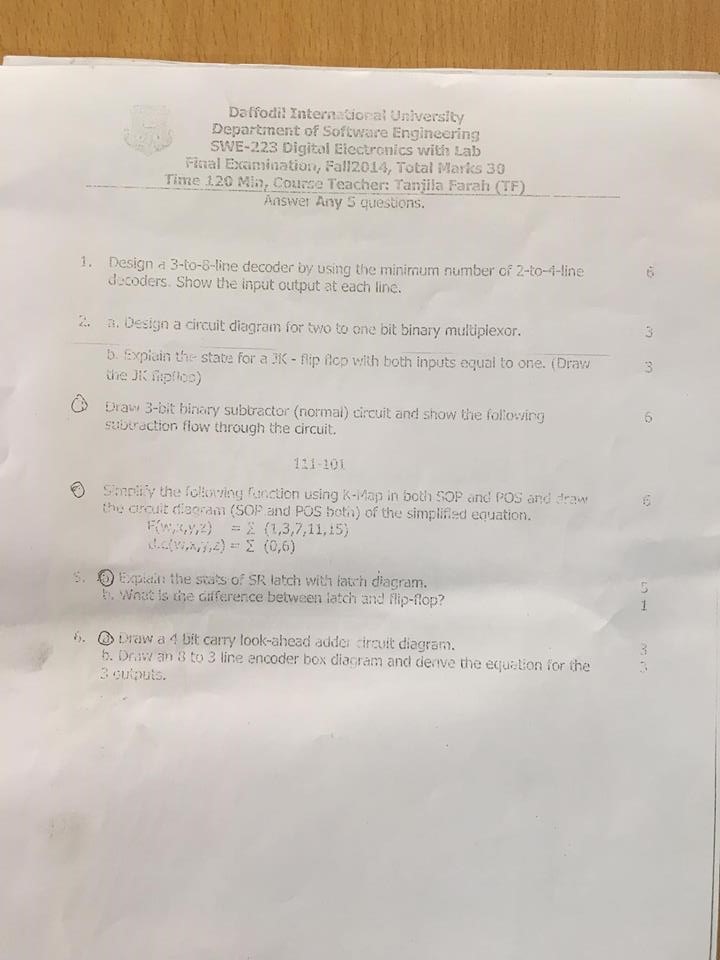 Daffodil International University
Department of Software Engineering
SWE-223 Digital Electronics with Lab
Final Examination, Fall2014, Total Marks 30
Time 120 Min, Course Teacher: Tanjila Farah (TF)
Answer Any 5 questions.
1. Design a 3-to-8-line decoder by using the minimum number of 2-to-4-line 6
decoders. Show the input output at each line.
2. a. Design a circuit diagram for two to one bit binary multiplexor. 3
b. Explain the state for a JK - flip flop with both inputs equal to one. (Draw 3
the JK flipflop)
3 Draw 3-bit binary subtractor (normal) circuit and show the following 6
subtraction flow through the circuit.
111-101
Simplify the following function using K-Map in both SOP and POS and draw 6
the circuit diagram (SOP and POS both) of the simplified equation.
F(w,x,y,z) = Σ (1,3,7,11,15)
d.c(w,x,y,z) = Σ (0,6)
5. a Explain the stats of SR latch with latch diagram. 5
b. What is the difference between latch and flip-flop? 1
6. a Draw a 4 bit carry look-ahead adder circuit diagram. 3
b. Draw an 8 to 3 line encoder box diagram and derive the equation for the 3
3 outputs.